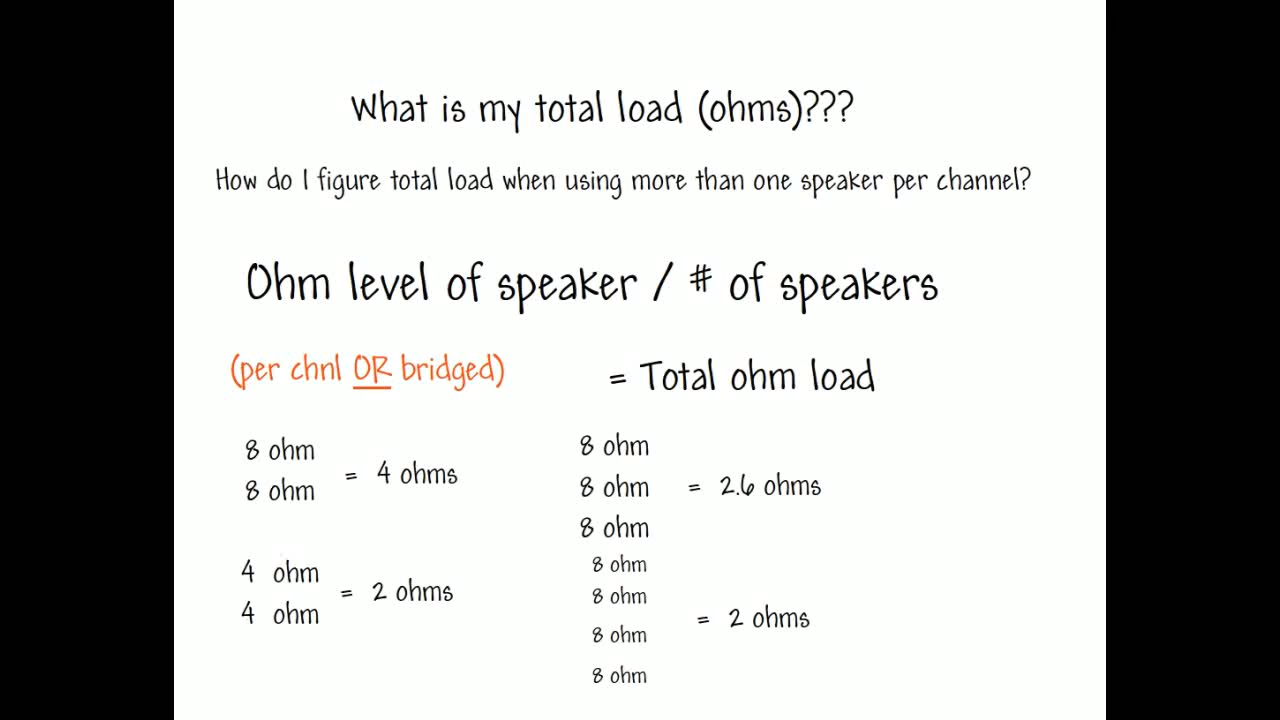 What is my total load (ohms)???
How do I figure total load when using more than one speaker per channel?
Ohm level of speaker / # of speakers
(per chnl OR bridged)
= Total ohm load
8 ohm
8 ohm
= 4 ohms
4 ohm
4 ohm
= 2 ohms
8 ohm
8 ohm
8 ohm
= 2.6 ohms
8 ohm
8 ohm
8 ohm
8 ohm
= 2 ohms